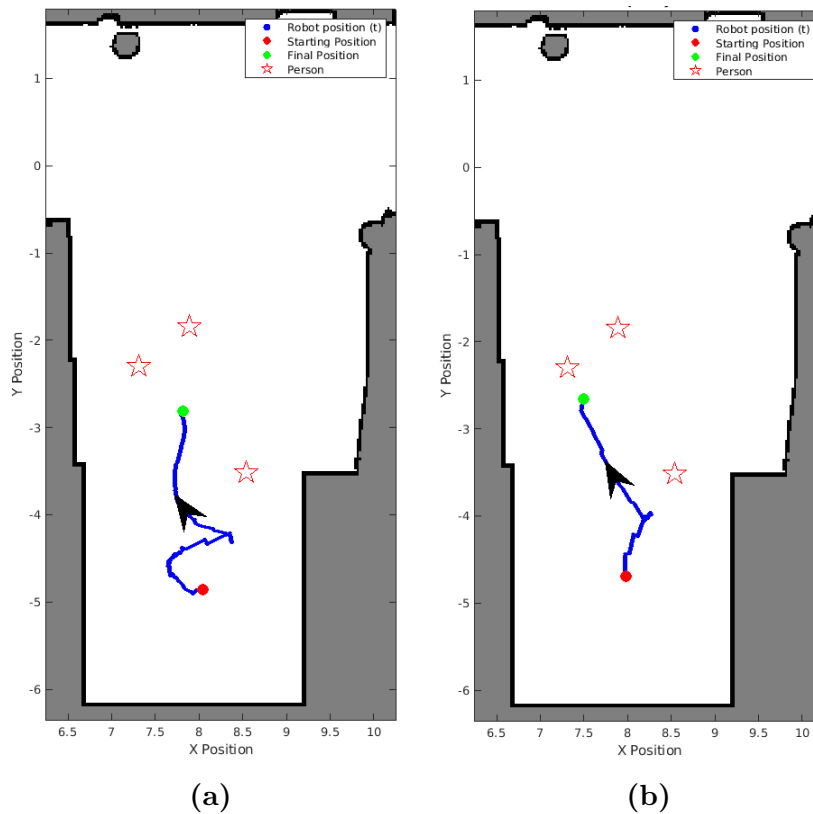 Robot position (t)
Starting Position
Final Position
Person
1
0
-1
-2
-3
-4
-5
-6
Y Position
6.5 7 7.5 8 8.5 9 9.5 10
X Position
(a)
Robot position (t)
Starting Position
Final Position
Person
1
0
-1
-2
-3
-4
-5
-6
Y Position
6.5 7 7.5 8 8.5 9 9.5 10
X Position
(b)